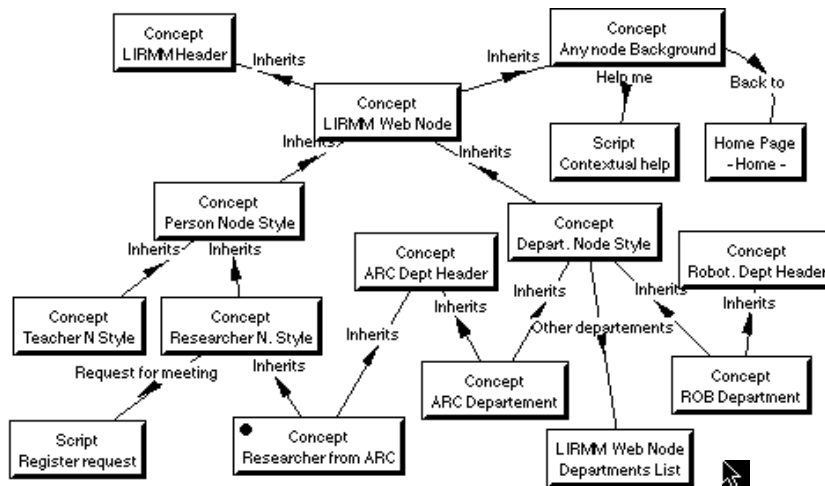 Concept
LIRMM Header
Inherits
Inherits
Concept
Any node Background
Help me
Back to
Concept
LIRMM Web Node
Inherits
Inherits
Script
Contextual help
Home Page
- Home -
Concept
Person Node Style
Concept
Depart. Node Style
Concept
ARC Dept Header
Concept
Robot. Dept Header
Inherits
Inherits
Inherits
Inherits
Inherits
Concept
Teacher N Style
Concept
Researcher N. Style
Inherits
Inherits
Other departements
Request for meeting
Inherits
Concept
ARC Departement
Concept
ROB Department
Script
Register request
Concept
Researcher from ARC
LIRMM Web Node
Departments List